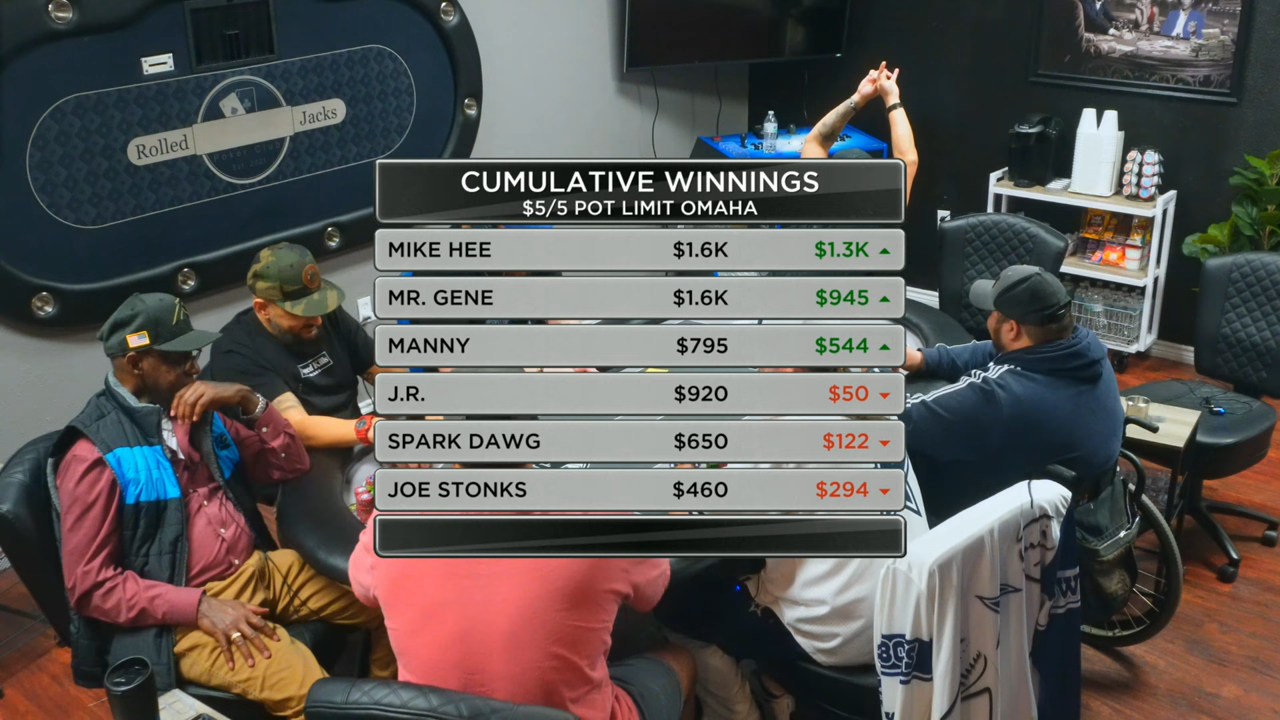 Rolled Jacks
CUMULATIVE WINNINGS
$5/5 POT LIMIT OMAHA
MIKE HEE $1.6K $1.3K
MR. GENE $1.6K $945
MANNY $795 $544
J.R. $920 $50
SPARK DAWG $650 $122
JOE STONKS $460 $294